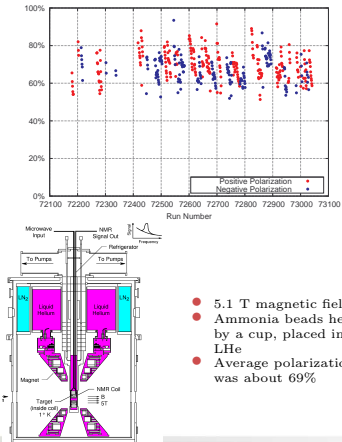 100%
80%
60%
40%
20%
0%
72100 72200 72300 72400 72500 72600 72700 72800 72900 73000 73100
Run Number
Positive Polarization
Negative Polarization
Microwave
Input
NMR
Signal Out
Signal
Frequency
Refrigerator
To Pumps
To Pumps
LN2
Liquid
Helium
Liquid
Helium
LN2
Magnet
NMR Coil
Target
(inside coil)
1° K
B
5T
5.1 T magnetic fiel
Ammonia beads he
by a cup, placed in
LHe
Average polarizatio
was about 69%